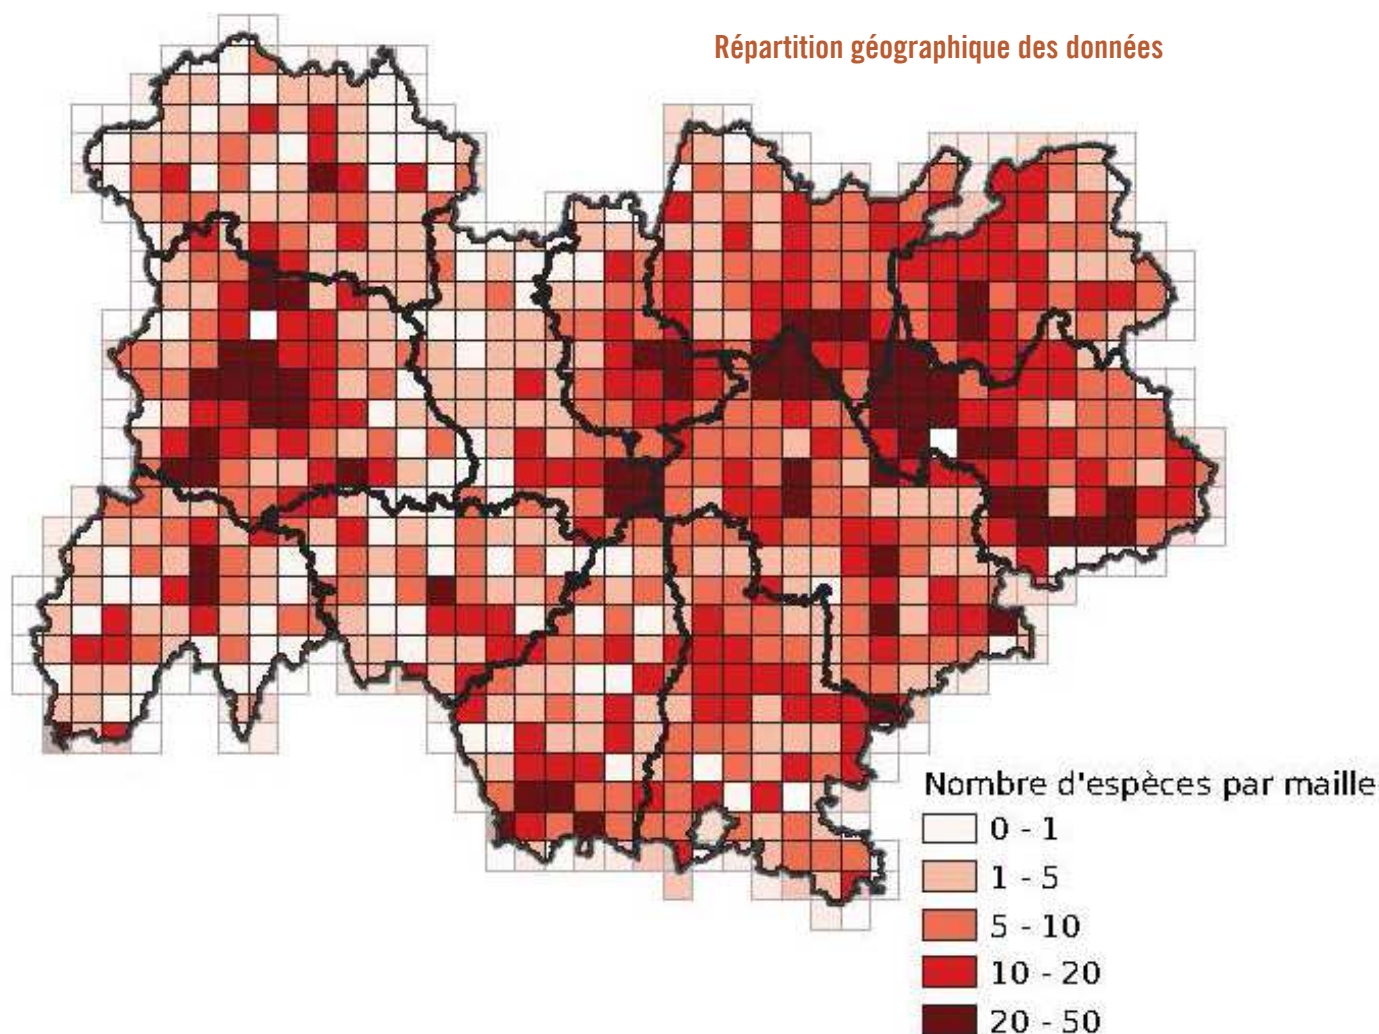 Répartition géographique des données
Nombre d'espèces par maille
0 - 1
1 - 5
5 - 10
10 - 20
20 - 50